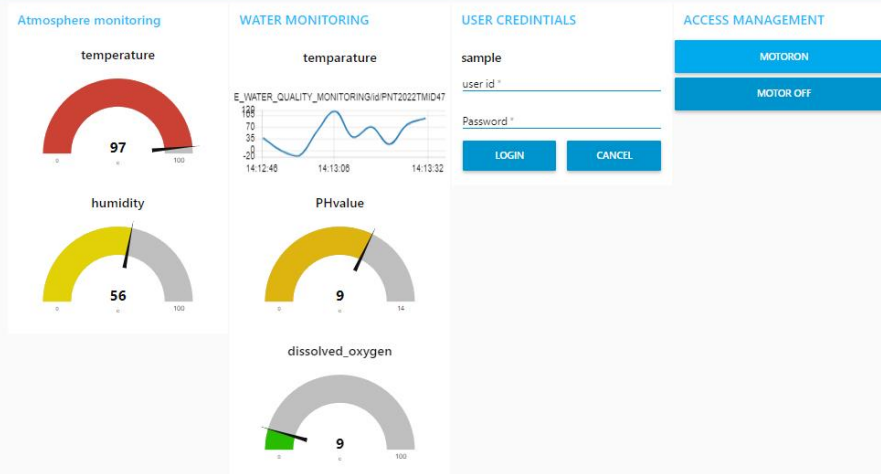 Atmosphere monitoring
temperature
97
0
100
humidity
56
0
100
WATER MONITORING
temparature
E_WATER_QUALITY_MONITORING/id/PNT2022TMID47
120
105
70
35
0
-20
14:12:46
14:13:06
14:13:32
PHvalue
9
0
14
dissolved_oxygen
9
0
100
USER CREDINTIALS
sample
user id *
Password *
LOGIN
CANCEL
ACCESS MANAGEMENT
MOTORON
MOTOR OFF